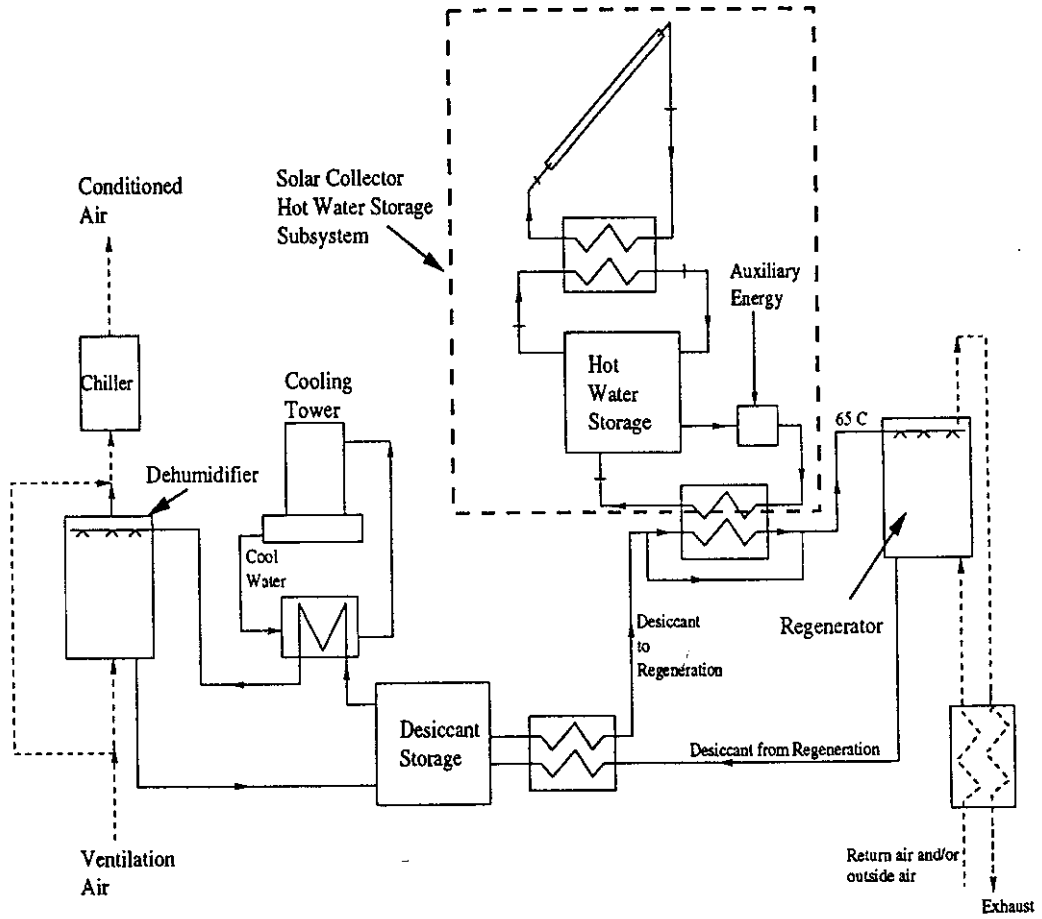 Solar Collector
Hot Water Storage
Subsystem
Conditioned
Air
Auxiliary
Energy
Chiller
Cooling
Tower
Hot
Water
Storage
65 C
Dehumidifier
Cool
Water
Regenerator
Desiccant
to
Regeneration
Desiccant
Storage
Desiccant from Regeneration
Ventilation
Air
Return air and/or
outside air
Exhaust